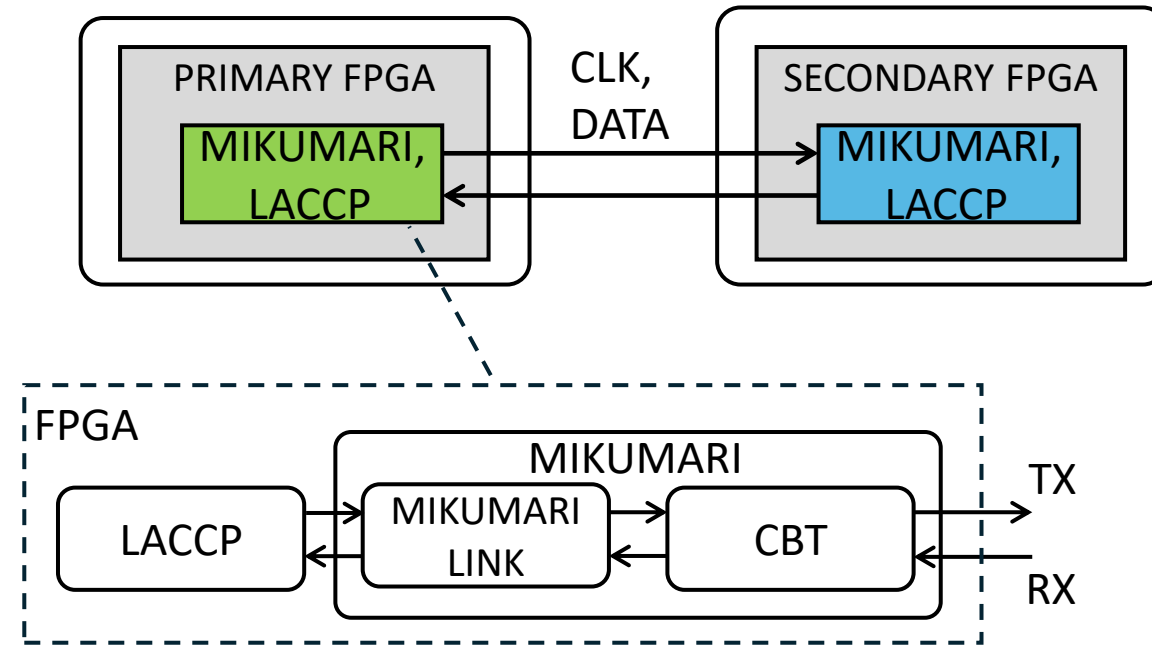 PRIMARY FPGA
MIKUMARI,
LACCP
CLK,
DATA
SECONDARY FPGA
MIKUMARI,
LACCP
FPGA
MIKUMARI
LACCP
MIKUMARI
LINK
CBT
TX
RX